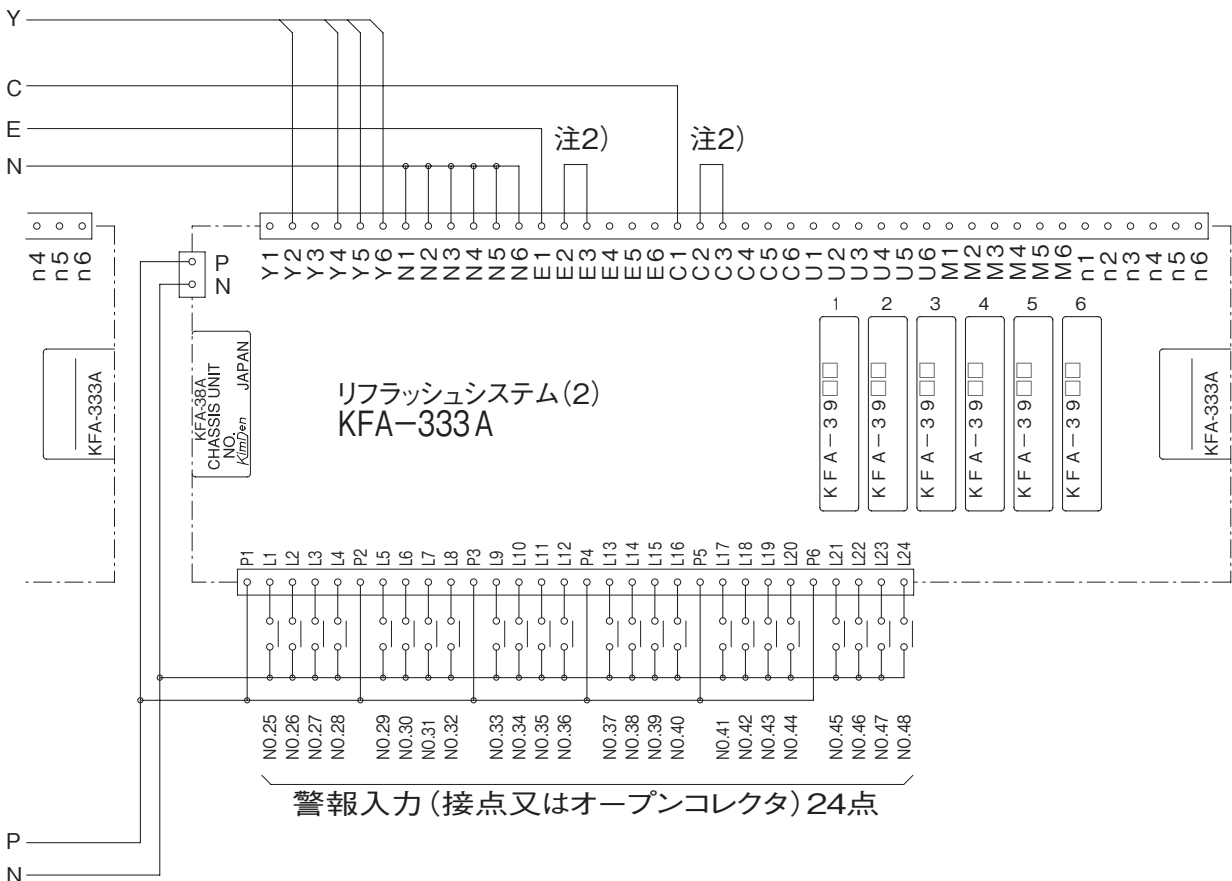 Y
C
E
N
注2)
注2)
n4
n5
n6
P
N
Y1
Y2
Y3
Y4
Y5
Y6
N1
N2
N3
N4
N5
N6
E1
E2
E3
E4
E5
E6
C1
C2
C3
C4
C5
C6
U1
U2
U3
U4
U5
U6
M1
M2
M3
M4
M5
M6
n1
n2
n3
n4
n5
n6
1
2
3
4
5
6
KFA-39□□
KFA-39□□
KFA-39□□
KFA-39□□
KFA-39□□
KFA-39□□
KFA-333A
KFA-38A
CHASSIS UNIT
NO.
KimDen JAPAN
リフラッシュシステム(2)
KFA-333A
KFA-333A
P1
L1
L2
L3
L4
P2
L5
L6
L7
L8
P3
L9
L10
L11
L12
P4
L13
L14
L15
L16
P5
L17
L18
L19
L20
P6
L21
L22
L23
L24
NO.25
NO.26
NO.27
NO.28
NO.29
NO.30
NO.31
NO.32
NO.33
NO.34
NO.35
NO.36
NO.37
NO.38
NO.39
NO.40
NO.41
NO.42
NO.43
NO.44
NO.45
NO.46
NO.47
NO.48
警報入力(接点又はオープンコレクタ)24点
P
N